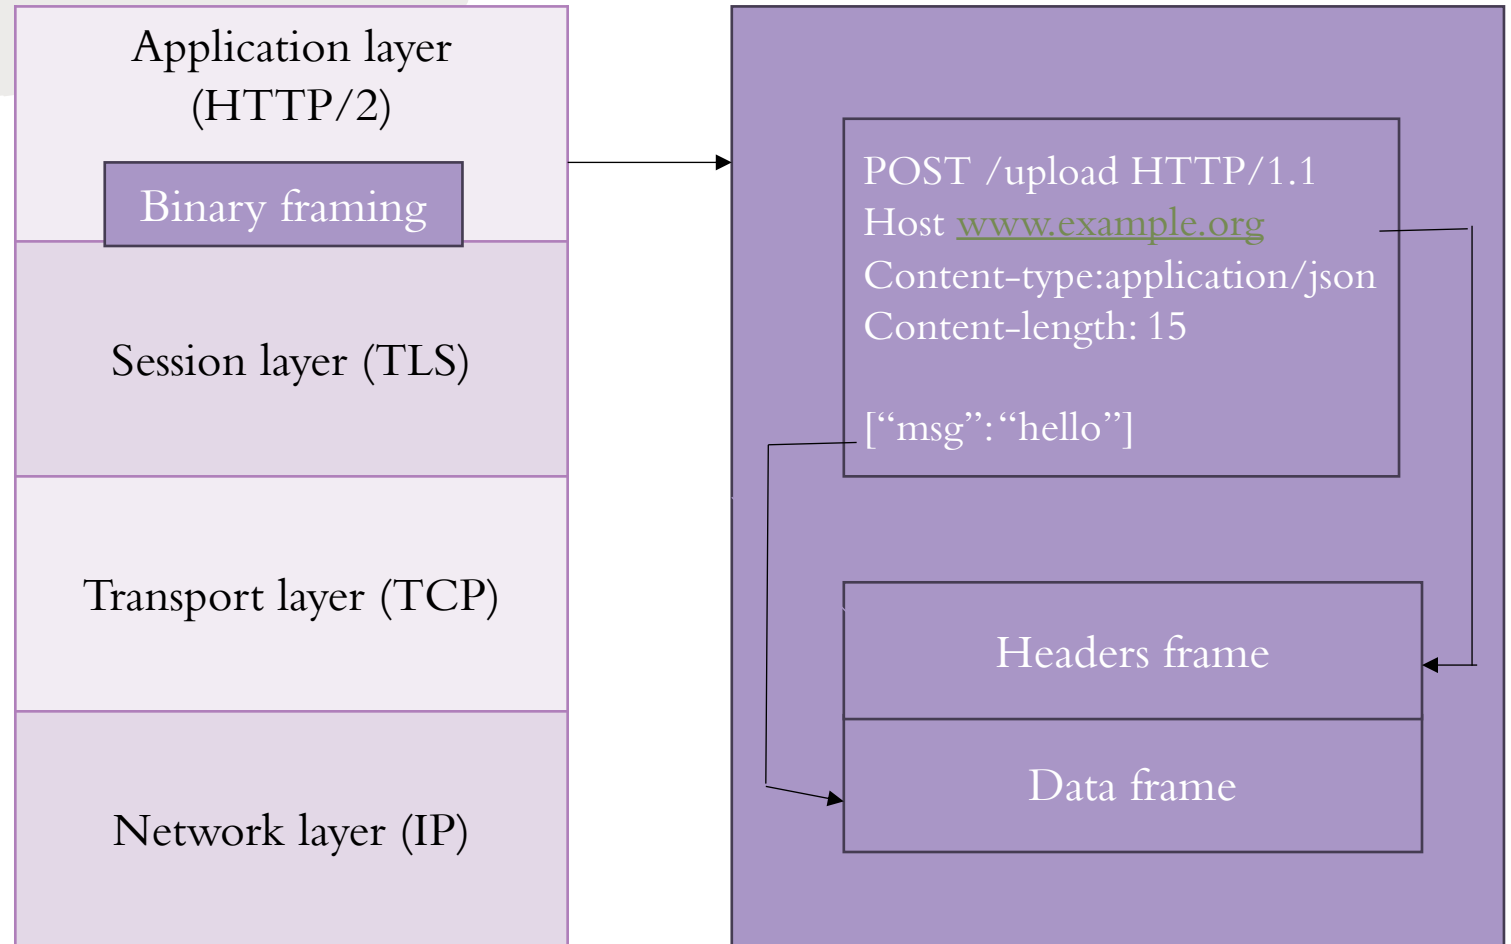 Application layer
(HTTP/2)
Binary framing
Session layer (TLS)
Transport layer (TCP)
Network layer (IP)
POST /upload HTTP/1.1
Host www.example.org
Content-type:application/json
Content-length: 15
[“msg”:“hello”]
Headers frame
Data frame